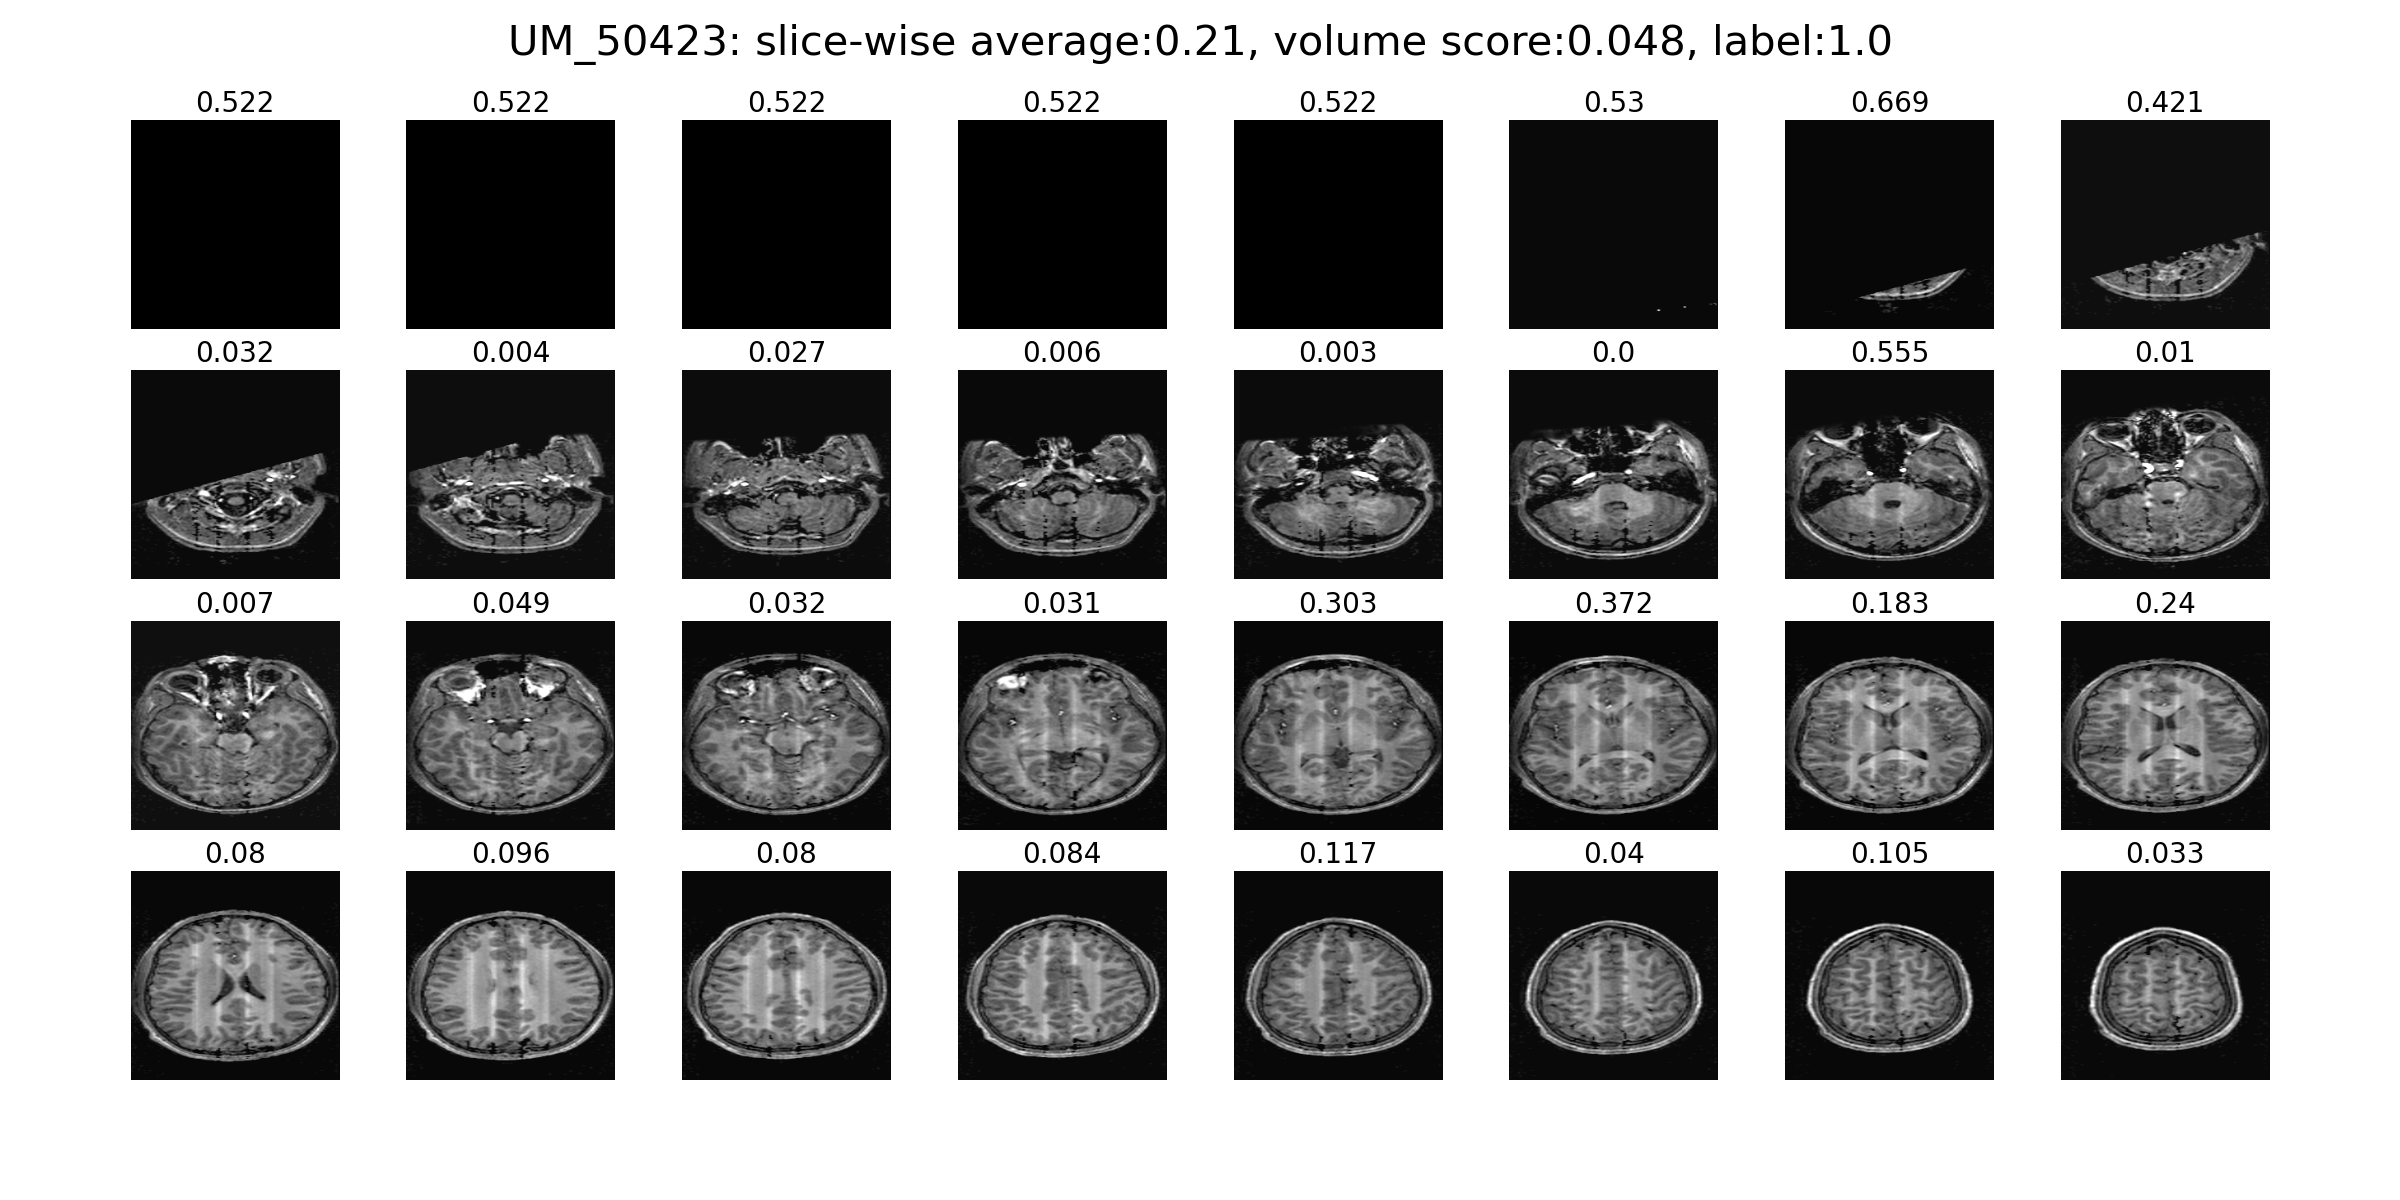 UM_50423: slice-wise average:0.21, volume score:0.048, label:1.0
0.522 0.522 0.522 0.522 0.522 0.53 0.669 0.421
0.032 0.004 0.027 0.006 0.003 0.0 0.555 0.01
0.007 0.049 0.032 0.031 0.303 0.372 0.183 0.24
0.08 0.096 0.08 0.084 0.117 0.04 0.105 0.033